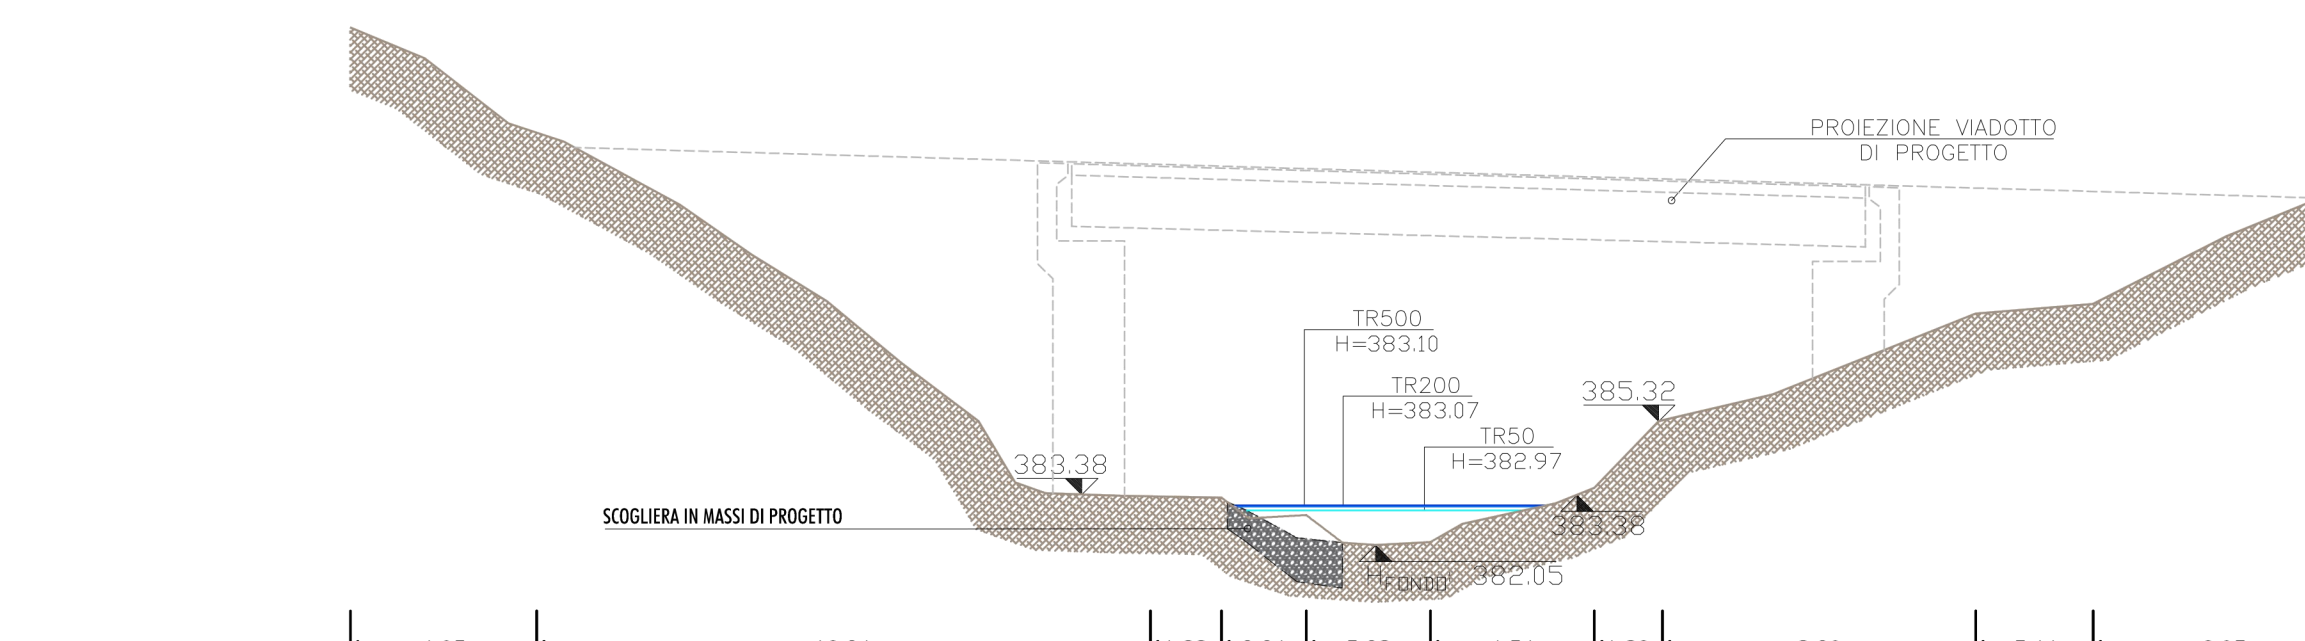 PROIEZIONE VIADOTTO
DI PROGETTO
TR500
H=383.10
TR200
H=383.07
385.32
TR50
H=382.97
383.38
SCOGLIERA IN MASSI DI PROGETTO
383.38
HFONDO 382.05